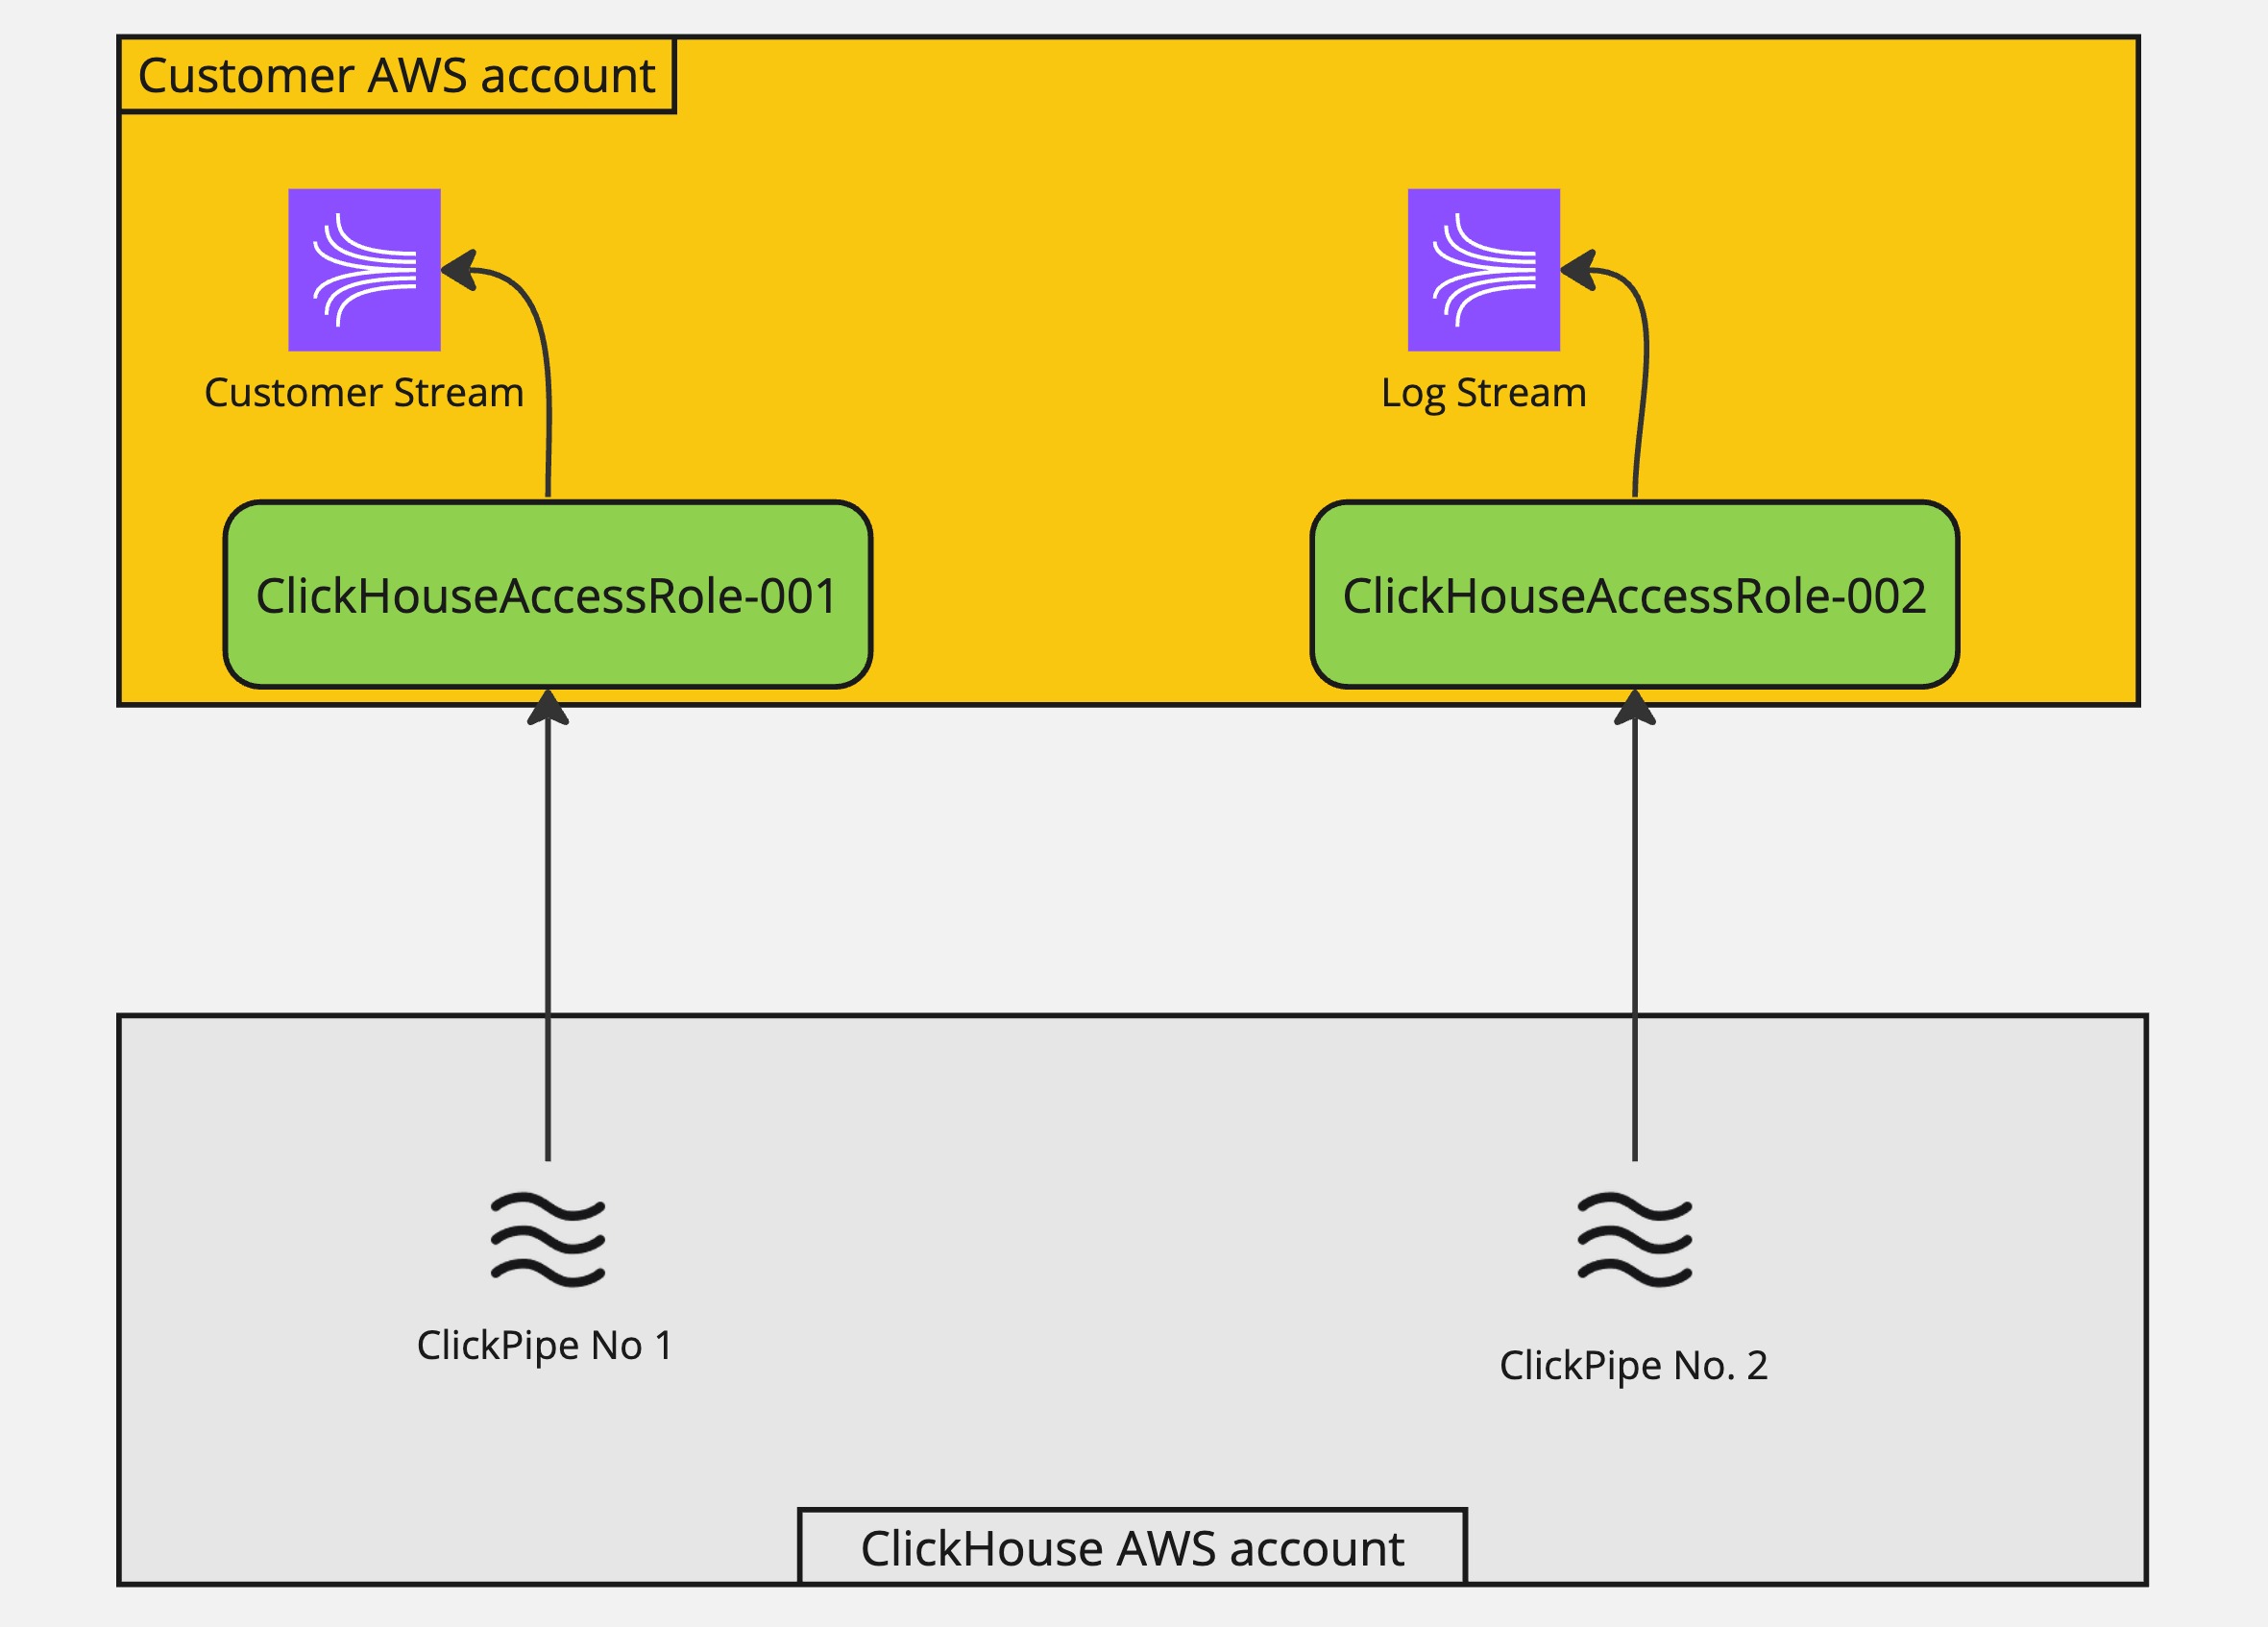 Customer AWS account
Customer Stream
Log Stream
ClickHouseAccessRole-001
ClickHouseAccessRole-002
ClickPipe No 1
ClickPipe No. 2
ClickHouse AWS account